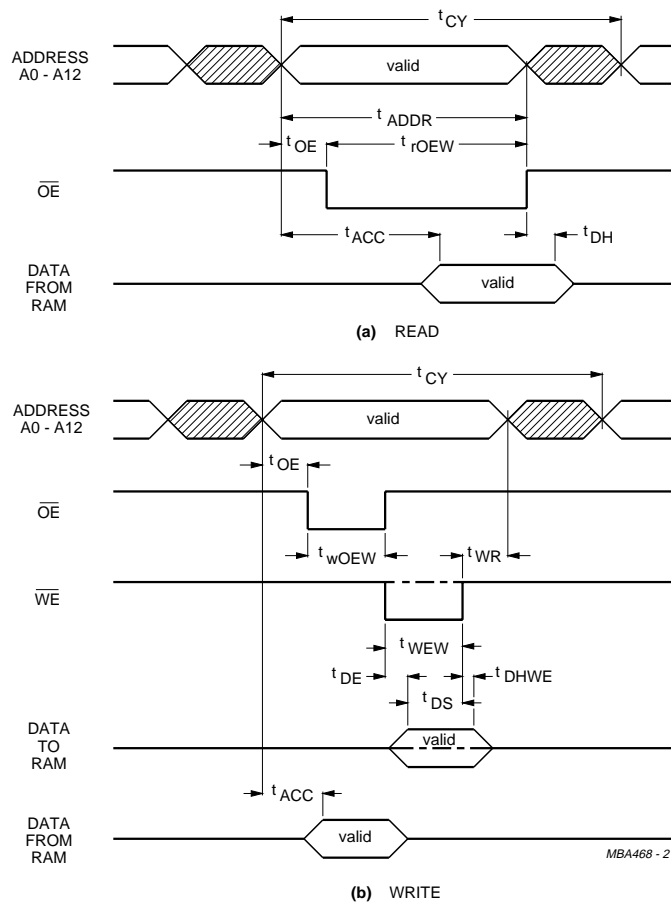 t CY
ADDRESS
A0 - A12
valid
t ADDR
t OE
t rOEW
OE
t ACC
t DH
DATA
FROM
RAM
valid
(a) READ
t CY
ADDRESS
A0 - A12
valid
t OE
OE
t wOEW
t WR
WE
t WEW
t DE
t DHWE
t DS
DATA
TO
RAM
valid
t ACC
DATA
FROM
RAM
valid
MBA468 - 2
(b) WRITE